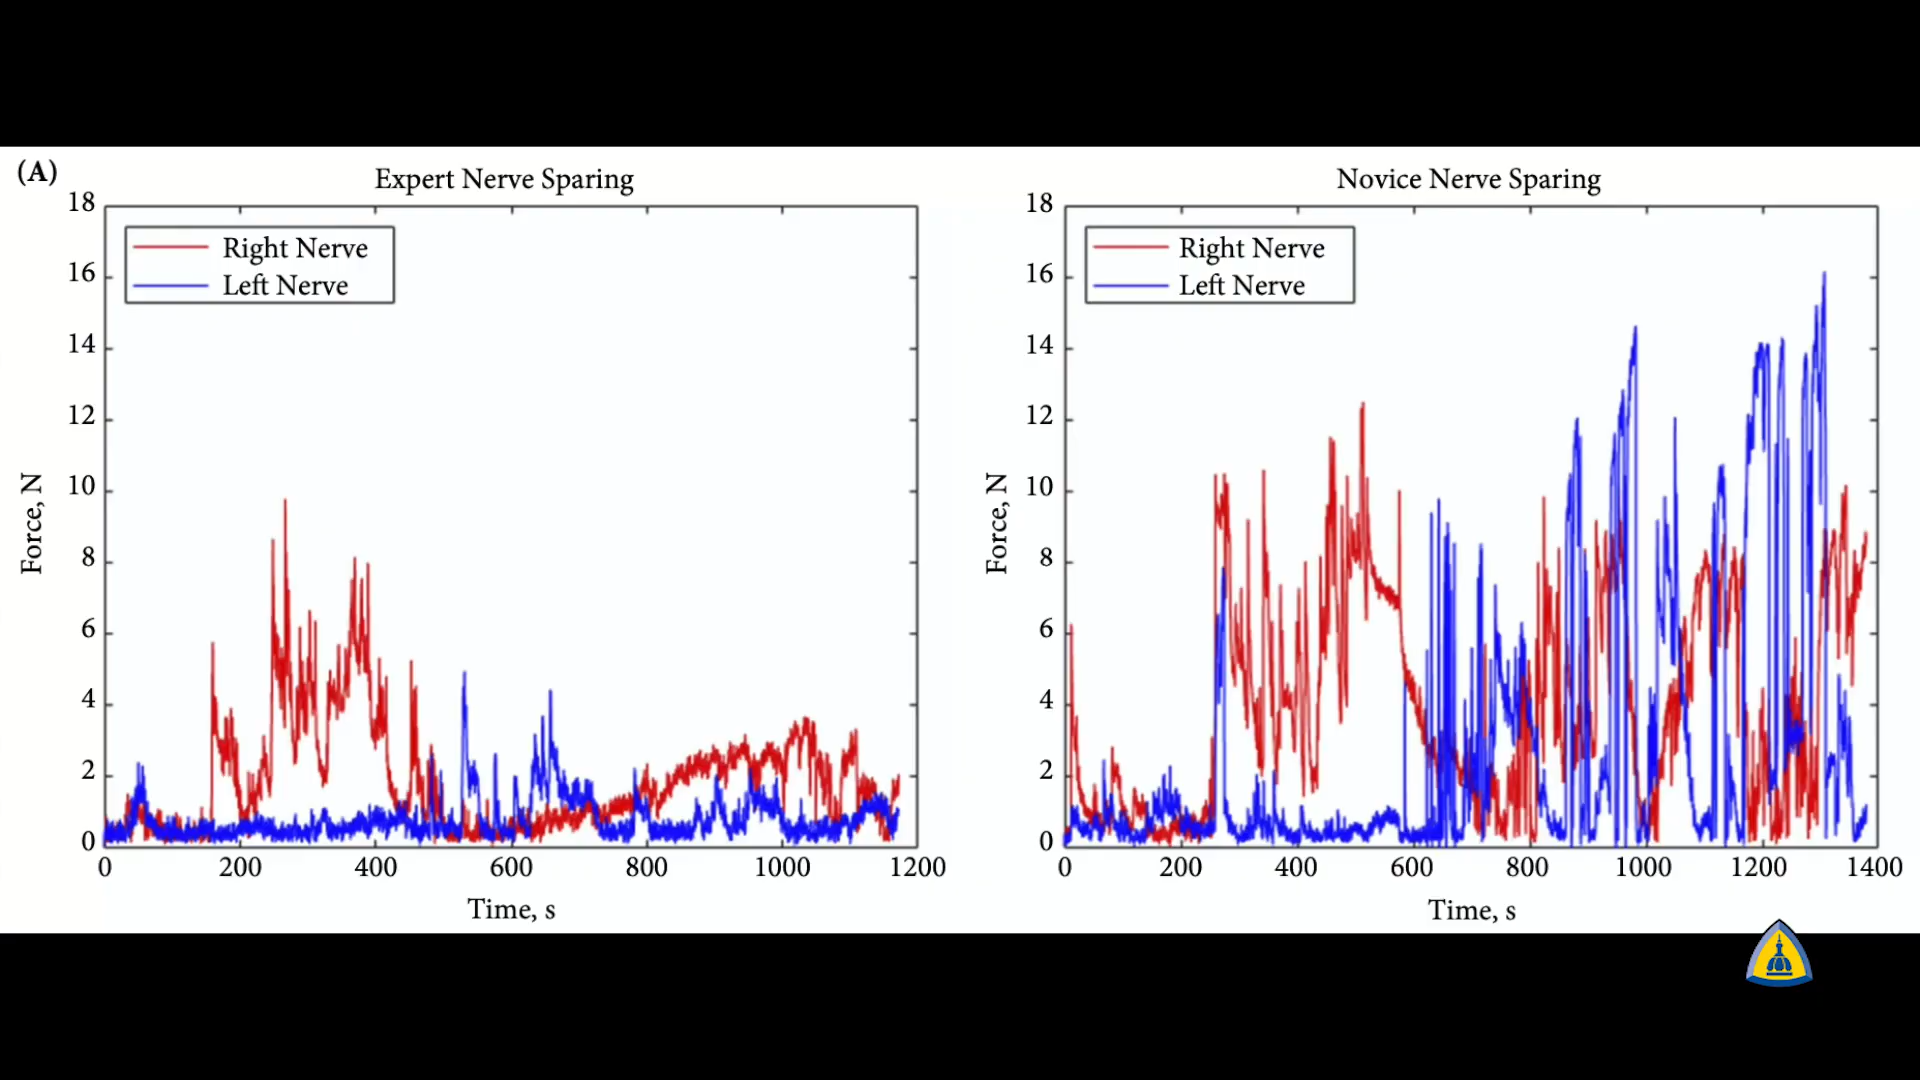 (A)
Expert Nerve Sparing
18
16
14
12
10
8
6
4
2
0
Force, N
Right Nerve
Left Nerve
0 200 400 600 800 1000 1200
Time, s
Novice Nerve Sparing
18
16
14
12
10
8
6
4
2
0
Force, N
Right Nerve
Left Nerve
0 200 400 600 800 1000 1200 1400
Time, s